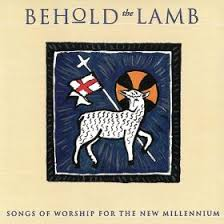 BEHOLD the LAMB
SONGS OF WORSHIP FOR THE NEW MILLENNIUM